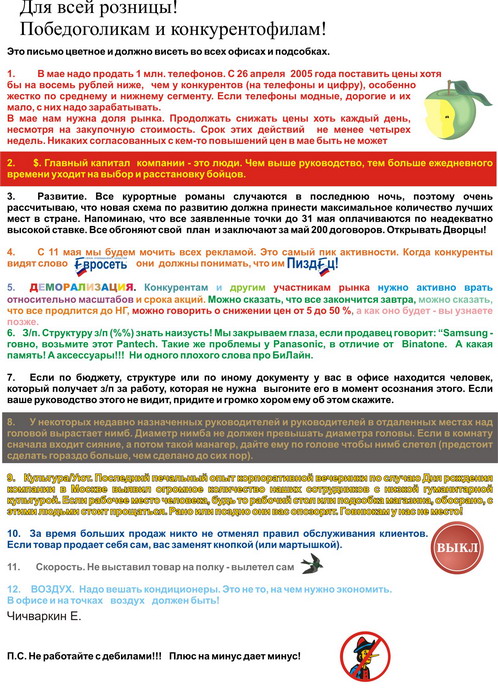 Для всей розницы!
Победоголикам и конкурентофилам!
Это письмо цветное и должно висеть во всех офисах и подсобках.
1. В мае надо продать 1 млн. телефонов. С 26 апреля 2005 года поставить цены хотя
бы на восемь рублей ниже, чем у конкурентов (на телефоны и цифру), особенно
жестко по среднему и нижнему сегменту. Если телефоны модные, дорогие и их
мало, с них надо зарабатывать.
В мае нам нужна доля рынка. Продолжать снижать цены хоть каждый день,
несмотря на закупочную стоимость. Срок этих действий не менее четырех
недель. Никаких согласованных с кем-то повышений цен в мае быть не может
2. $. Главный капитал компании - это люди. Чем выше руководство, тем больше ежедневного
времени уходит на выбор и расстановку бойцов.
3. Развитие. Все курортные романы случаются в последнюю ночь, поэтому очень
рассчитываю, что новая схема по развитию должна принести максимальное количество лучших
мест в стране. Напоминаю, что все заявленные точки до 31 мая оплачиваются по неадекватно
высокой ставке. Все обгоняют свой план и заключают за май 200 договоров. Открывать Дворцы!
4. С 11 мая мы будем мочить всех рекламой. Это самый пик активности. Когда конкуренты
видят слово Евросеть они должны понимать, что им ПиздЕц!
5. ДЕМОРАЛИЗАЦИЯ. Конкурентам и другим участникам рынка нужно активно врать
относительно масштабов и срока акций. Можно сказать, что все закончится завтра, можно сказать,
что все продлится до НГ, можно говорить о снижении цен от 5 до 50 %, а как оно будет - вы узнаете
позже.
6. З/п. Структуру з/п (%%) знать наизусть! Мы закрываем глаза, если продавец говорит: “Samsung -
говно, возьмите этот Pantech. Такие же проблемы у Panasonic, в отличие от Binatone. А какая
память! А аксессуары!!! Ни одного плохого слова про БиЛайн.
7. Если по бюджету, структуре или по иному документу у вас в офисе находится человек,
который получает з/п за работу, которая не нужна выгоните его в момент осознания этого. Если
ваше руководство этого не видит, придите и громко хором ему об этом скажите.
8. У некоторых недавно назначенных руководителей и руководителей в отдаленных местах над
головой вырастает нимб. Диаметр нимба не должен превышать диаметра головы. Если в комнату
сначала входит сияние, а потом такой манагер, дайте ему по голове чтобы нимб слетел (предстоит
сделать гораздо больше, чем сделано до сих пор).
9. Культура/Уют. Последний печальный опыт корпоративной вечеринки по случаю Дня рождения
компании в Москве выявил огромное количество наших сотрудников с низкой гуманитарной
культурой. Если рабочее место человека, будь то рабочий стол или подсобка магазина, обосрано, с
этими людьми стоит прощаться. Рано или поздно они вас опозорят. Говнюкам у нас не место!
10. За время больших продаж никто не отменял правил обслуживания клиентов.
Если товар продает себя сам, вас заменят кнопкой (или мартышкой).
ВЫКЛ
11. Скорость. Не выставил товар на полку - вылетел сам
12. ВОЗДУХ. Надо вешать кондиционеры. Это не то, на чем нужно экономить.
В офисе и на точках воздух должен быть!
Чичваркин Е.
П.С. Не работайте с дебилами!!! Плюс на минус дает минус!